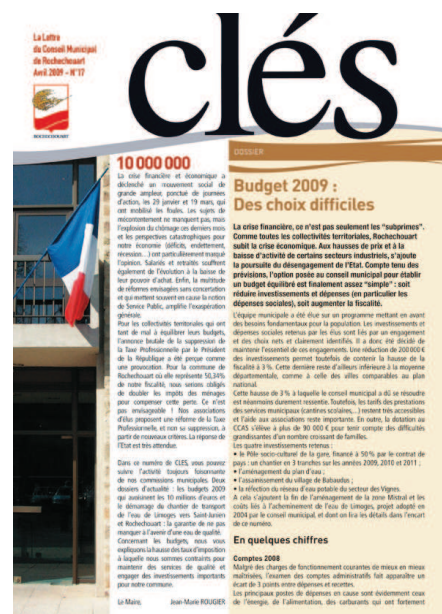 La Lettre
du Conseil Municipal
de Rochechouart
Avril 2009 - N°17
clés
ROCHECHOUART
10 000 000
La crise financière et économique a
déclenché un mouvement social de
grande ampleur, ponctué de journées
d'action, les 29 janvier et 19 mars, qui
ont mobilisé les foules. Les sujets de
mécontentement ne manquent pas, mais
l'explosion du chômage ces derniers mois
et les perspectives catastrophiques pour
notre économie (déficits, endettement,
récession...) ont particulièrement marqué
l'opinion. Salariés et retraités souffrent
également de l'évolution à la baisse de
leur pouvoir d'achat. Enfin, la multitude
de réformes envisagées sans concertation
et qui mettent souvent en cause la notion
de Service Public, amplifie l'exaspération
générale.
Pour les collectivités territoriales qui ont
tant de mal à équilibrer leurs budgets,
l'annonce brutale de la suppression de
la Taxe Professionnelle par le Président
de la République a été perçue comme
une provocation. Pour la commune de
Rochechouart où elle représente 50,34%
de notre fiscalité, nous serions obligés
de doubler les impôts des ménages
pour compenser cette perte. Ce n'est
pas envisageable ! Nos associations
d'élus proposent une réforme de la Taxe
Professionnelle, et non sa suppression, à
partir de nouveaux critères. La réponse de
l'Etat est très attendue.
Dans ce numéro de CLES, vous pouvez
suivre l'activité toujours foisonnante
de nos commissions municipales. Deux
dossiers d'actualité : les budgets 2009
qui avoisinent les 10 millions d'euros et
le démarrage du chantier de transport
de l'eau de Limoges vers Saint-Junien
et Rochechouart : la garantie de ne pas
manquer à l'avenir d'une eau de qualité.
Concernant les budgets, nous vous
expliquons la hausse des taux d'imposition
à laquelle nous sommes contraints pour
maintenir des services de qualité et
engager des investissements importants
pour notre commune.
Le Maire, Jean-Marie ROUGIER
DOSSIER
Budget 2009 :
Des choix difficiles
La crise financière, ce n'est pas seulement les "subprimes".
Comme toutes les collectivités territoriales, Rochechouart
subit la crise économique. Aux hausses de prix et à la
baisse d'activité de certains secteurs industriels, s'ajoute
la poursuite du désengagement de l'Etat. Compte tenu des
prévisions, l'option posée au conseil municipal pour établir
un budget équilibré est finalement assez "simple" : soit
réduire investissements et dépenses (en particulier les
dépenses sociales), soit augmenter la fiscalité.
L'équipe municipale a été élue sur un programme mettant en avant
des besoins fondamentaux pour la population. Les investissements et
dépenses sociales retenus par les élus sont liés par un engagement
et des choix nets et clairement identifiés. Il a donc été décidé de
maintenir l'essentiel de ces engagements. Une réduction de 200000 €
des investissements permet toutefois de contenir la hausse de la
fiscalité à 3%. Cette dernière reste d'ailleurs inférieure à la moyenne
départementale, comme à celle des villes comparables au plan
national.
Cette hausse de 3% à laquelle le conseil municipal a dû se résoudre
est néanmoins durement ressentie. Toutefois, les tarifs des prestations
des services municipaux (cantines scolaires,...) restent très accessibles
et l'aide aux associations reste importante. En outre, la dotation au
CCAS s'élève à plus de 90 000 € pour tenir compte des difficultés
grandissantes d'un nombre croissant de familles.
Les quatre investissements retenus :
• le Pôle socio-culturel de la gare, financé à 50% par le contrat de
pays : un chantier en 3 tranches sur les années 2009, 2010 et 2011 ;
• l'aménagement du plan d'eau ;
• l'assainissement du village de Babaudus ;
• la réfection du réseau d'eau potable du secteur des Vignes
A cela s'ajoutent la fin de l'aménagement de la zone Mistral et les
coûts liés à l'acheminement de l'eau de Limoges, projet adopté en
2004 par le conseil municipal, et dont on lira les détails dans l'encart
de ce numéro.
En quelques chiffres
Comptes 2008
Malgré des charges de fonctionnement courantes de mieux en mieux
maîtrisées, l'examen des comptes administratifs fait apparaître un
écart de 3 points entre dépenses et recettes.
Les principaux postes de dépenses en cause sont évidemment ceux
de l'énergie, de l'alimentation, des carburants qui ont fortement